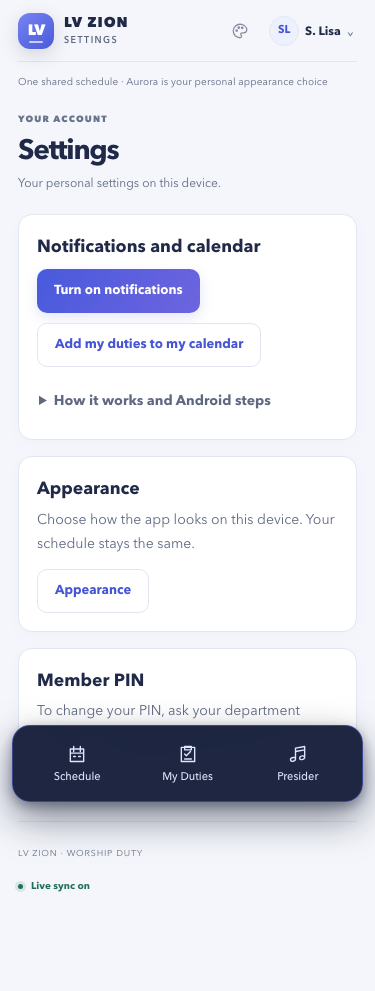 LV
LV ZION
SETTINGS
SL
S. Lisa
One shared schedule · Aurora is your personal appearance choice
YOUR ACCOUNT
Settings
Your personal settings on this device.
Notifications and calendar
Turn on notifications
Add my duties to my calendar
How it works and Android steps
Appearance
Choose how the app looks on this device. Your
schedule stays the same.
Appearance
Member PIN
To change your PIN, ask your department
Schedule
My Duties
Presider
LV ZION · WORSHIP DUTY
Live sync on